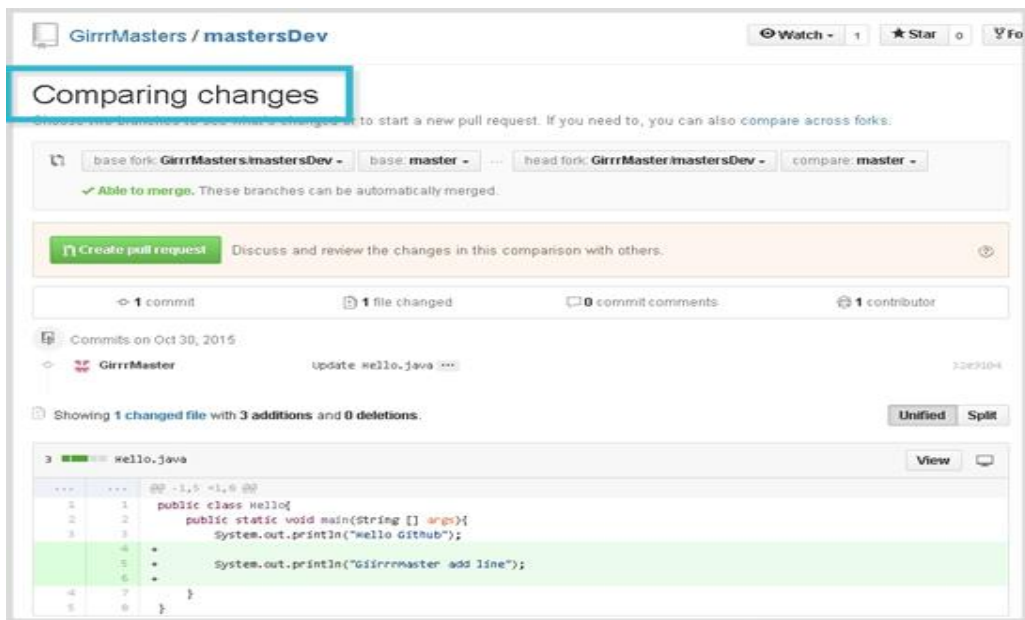 GirrrMasters / mastersDev
Watch 1 Star 0 Fo
Comparing changes
to start a new pull request. If you need to, you can also compare across forks.
base fork: GirrMasters/mastersDev base: master ... head fork: GirrrMaster/mastersDev compare: master
✓ Able to merge. These branches can be automatically merged.
Create pull request Discuss and review the changes in this comparison with others.
1 commit 1 file changed 0 commit comments 1 contributor
Commits on Oct 30, 2015
GirrrMaster Update Hello.java ...
Showing 1 changed file with 3 additions and 0 deletions. Unified Split
3 Hello.java View
... ...
1 1 public class Hello{
2 2 public static void main(String [] args){
3 3 System.out.println("Hello Github");
4 +
5 + System.out.println("Giirrrmaster add line");
6 +
4 7 }
5 8 }